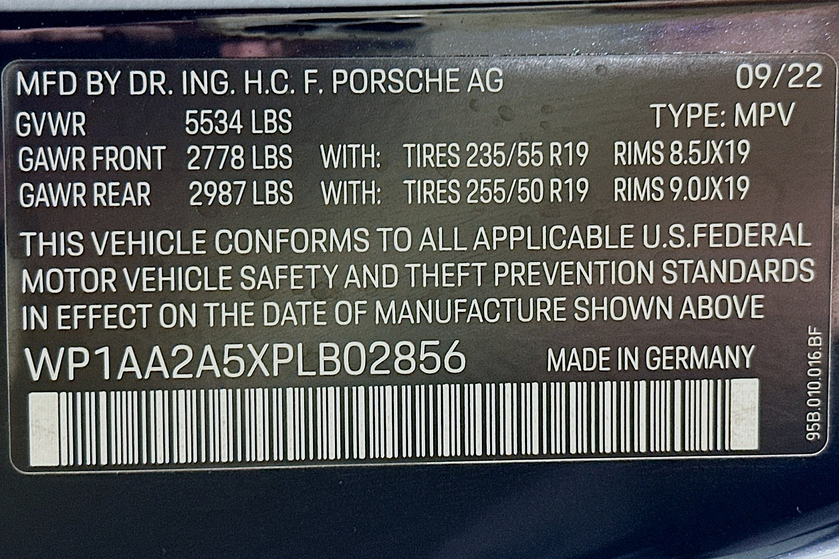 MFD BY DR. ING. H.C. F. PORSCHE AG 09/22
GVWR 5534 LBS TYPE: MPV
GAWR FRONT 2778 LBS WITH: TIRES 235/55 R19 RIMS 8.5JX19
GAWR REAR 2987 LBS WITH: TIRES 255/50 R19 RIMS 9.0JX19
THIS VEHICLE CONFORMS TO ALL APPLICABLE U.S.FEDERAL
MOTOR VEHICLE SAFETY AND THEFT PREVENTION STANDARDS
IN EFFECT ON THE DATE OF MANUFACTURE SHOWN ABOVE
WP1AA2A5XPLB02856 MADE IN GERMANY
95B.010.016.BF